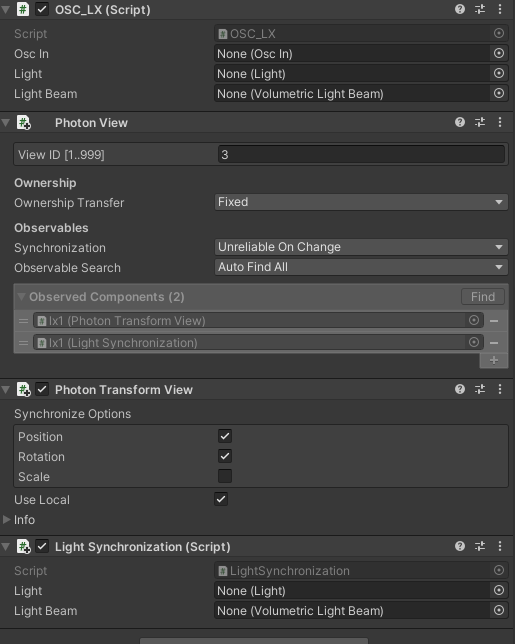 OSC_LX (Script)
Script OSC_LX
Osc In None (Osc In)
Light None (Light)
Light Beam None (Volumetric Light Beam)
Photon View
View ID [1..999] 3
Ownership
Ownership Transfer Fixed
Observables
Synchronization Unreliable On Change
Observable Search Auto Find All
Observed Components (2) Find
lx1 (Photon Transform View)
lx1 (Light Synchronization)
Photon Transform View
Synchronize Options
Position
Rotation
Scale
Use Local
Info
Light Synchronization (Script)
Script LightSynchronization
Light None (Light)
Light Beam None (Volumetric Light Beam)